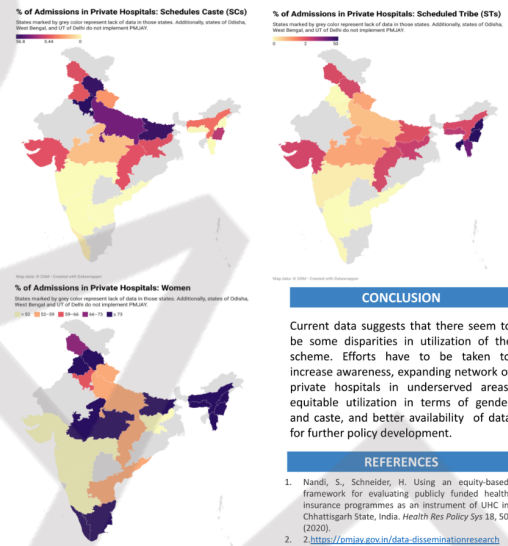 % of Admissions in Private Hospitals: Schedules Caste (SCs)
States marked by grey color represent lack of data in those states. Additionally, states of Odisha,
West Bengal, and UT of Delhi do not implement PMJAY.
5.44 0
% of Admissions in Private Hospitals: Scheduled Tribe (STs)
States marked by grey color represent lack of data in those states. Additionally, states of Odisha,
West Bengal, and UT of Delhi do not implement PMJAY.
0 2
Map data: © OSM • Created with Datawrapper
Map data: © OSM • Created with Datawrapper
% of Admissions in Private Hospitals: Women
States marked by grey color represent lack of data in those states. Additionally, states of Odisha,
West Bengal, and UT of Delhi do not implement PMJAY.
52–59 59–66 66–73 ≥ 73
CONCLUSION
Current data suggests that there seem to
be some disparities in utilization of the
scheme. Efforts have to be taken to
increase awareness, expanding network o
private hospitals in underserved areas
equitable utilization in terms of gende
and caste, and better availability of data
for further policy development.
REFERENCES
1. Nandi, S., Schneider, H. Using an equity-based
framework for evaluating publicly funded health
insurance programmes as an instrument of UHC in
Chhattisgarh State, India. Health Res Policy Sys 18, 50
(2020).
2. 2.https://pmjay.gov.in/data-disseminationresearch